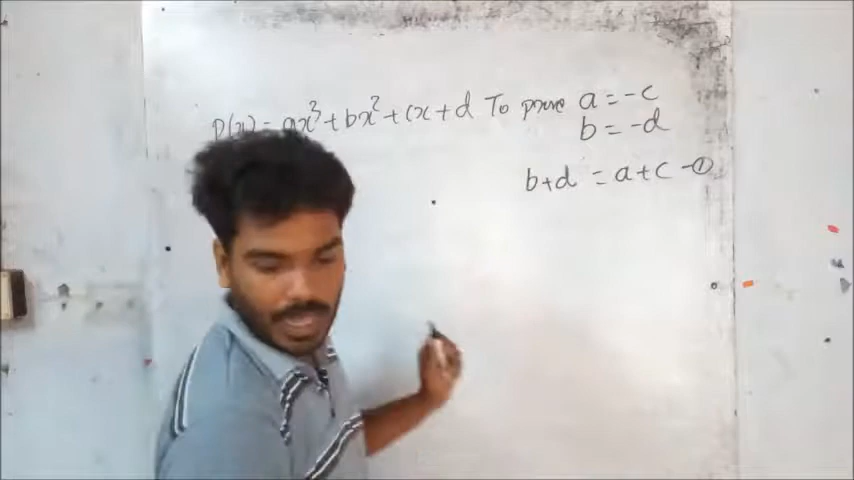 P(x) = ax³ + bx² + cx + d To prove a = -c
b = -d
b+d = a+c -①